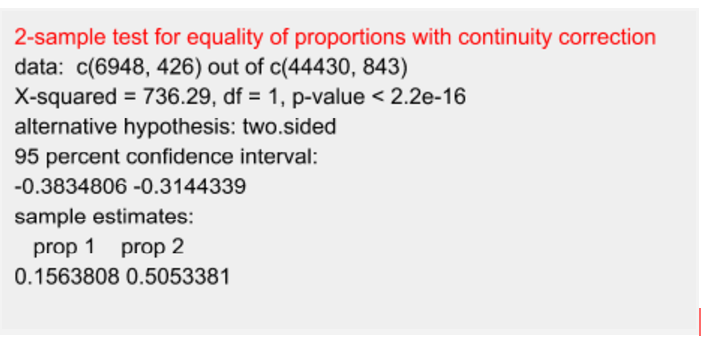 2-sample test for equality of proportions with continuity correction
data:  c(6948, 426) out of c(44430, 843)
X-squared = 736.29, df = 1, p-value < 2.2e-16
alternative hypothesis: two.sided
95 percent confidence interval:
-0.3834806 -0.3144339
sample estimates:
prop 1    prop 2
0.1563808 0.5053381